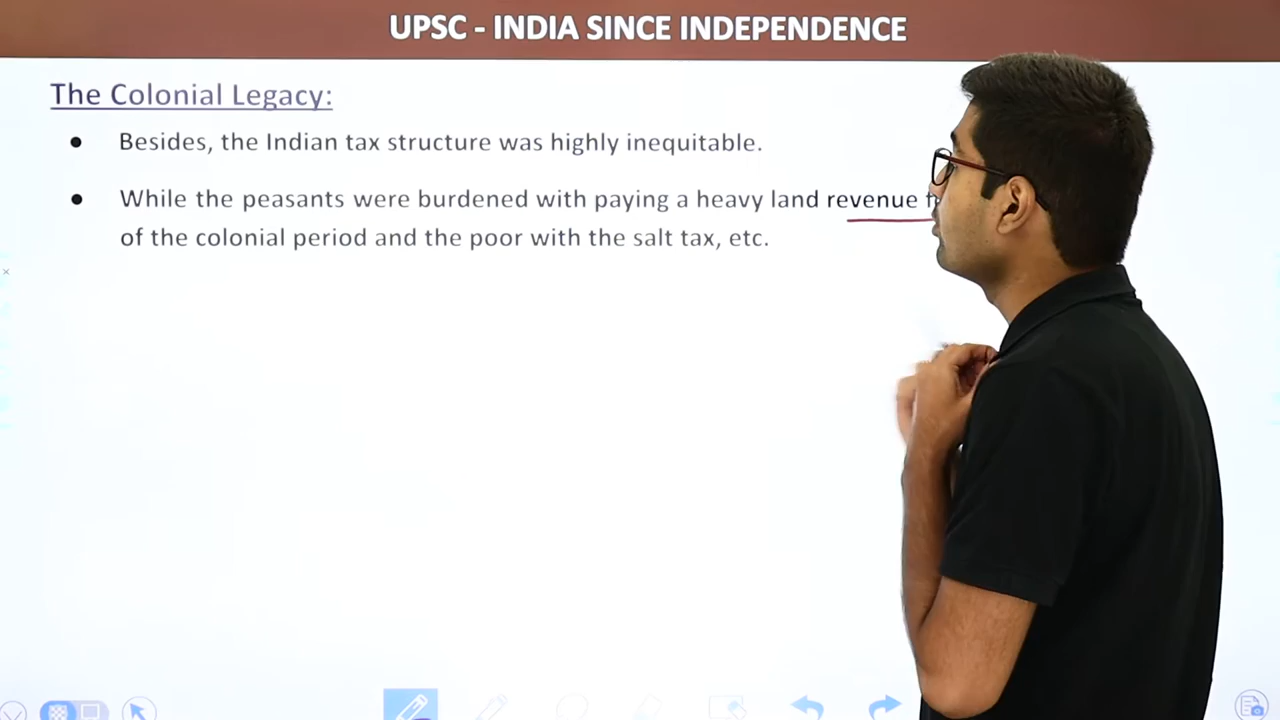 UPSC - INDIA SINCE INDEPENDENCE
The Colonial Legacy:
● Besides, the Indian tax structure was highly inequitable.
● While the peasants were burdened with paying a heavy land revenue
of the colonial period and the poor with the salt tax, etc.